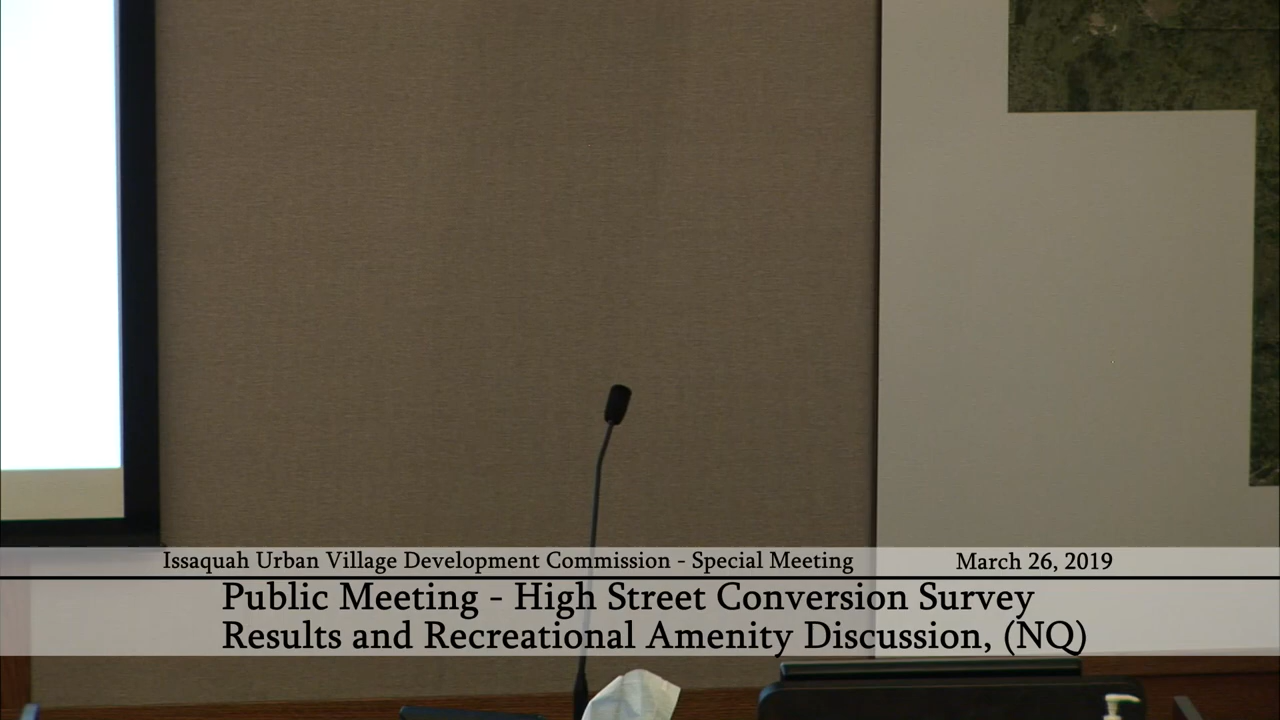 Issaquah Urban Village Development Commission - Special Meeting
March 26, 2019
Public Meeting - High Street Conversion Survey
Results and Recreational Amenity Discussion, (NQ)